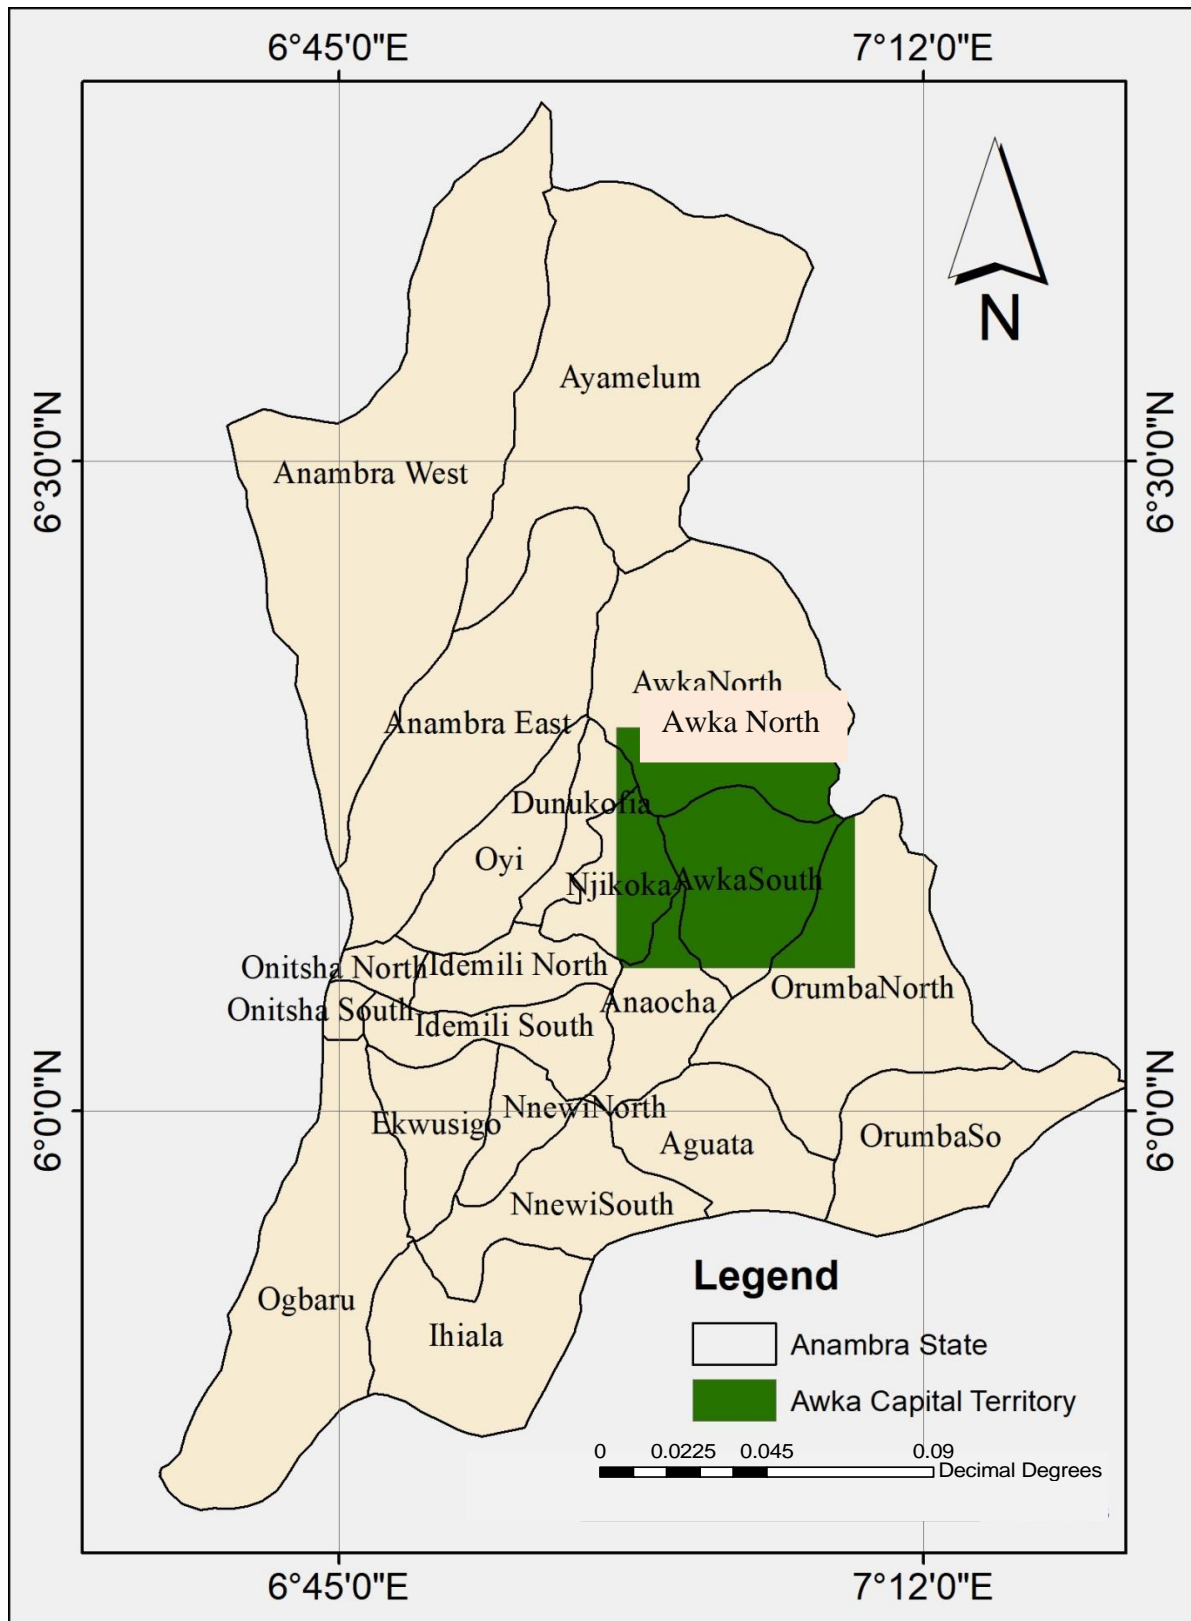 6°45'0"E
7°12'0"E
N
Ayamelum
6°30'0"N
6°30'0"N
Anambra West
AwkaNorth
Awka North
Anambra East
Dunukofia
Oyi
Njikoka
AwkaSouth
Onitsha North
Idemili North
OrumbaNorth
Anaocha
Onitsha South
Idemili South
6°0'0"N
6°0'0"N
NnewiNorth
Ekwusigo
OrumbaSo
Aguata
NnewiSouth
Legend
Ogbaru
Ihiala
Anambra State
Awka Capital Territory
0 0.0225 0.045 0.09
Decimal Degrees
6°45'0"E
7°12'0"E